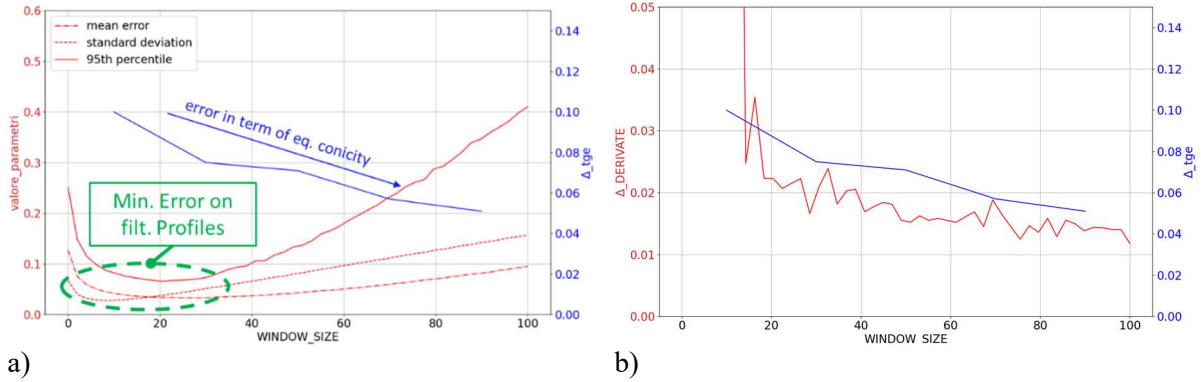 0.6
0.5
0.4
0.3
0.2
0.1
0.0
valore_parametri
mean error
standard deviation
95th percentile
error in term of eq. conicity
Min. Error on
filt. Profiles
0 20 40 60 80 100
WINDOW_SIZE
0.14
0.12
0.10
0.08
0.06
0.04
0.02
0.00
Δ_tge
a)
0.05
0.04
0.03
0.02
0.01
0.00
Δ_DERIVATE
0 20 40 60 80 100
WINDOW_SIZE
0.14
0.12
0.10
0.08
0.06
0.04
0.02
0.00
Δ_tge
b)